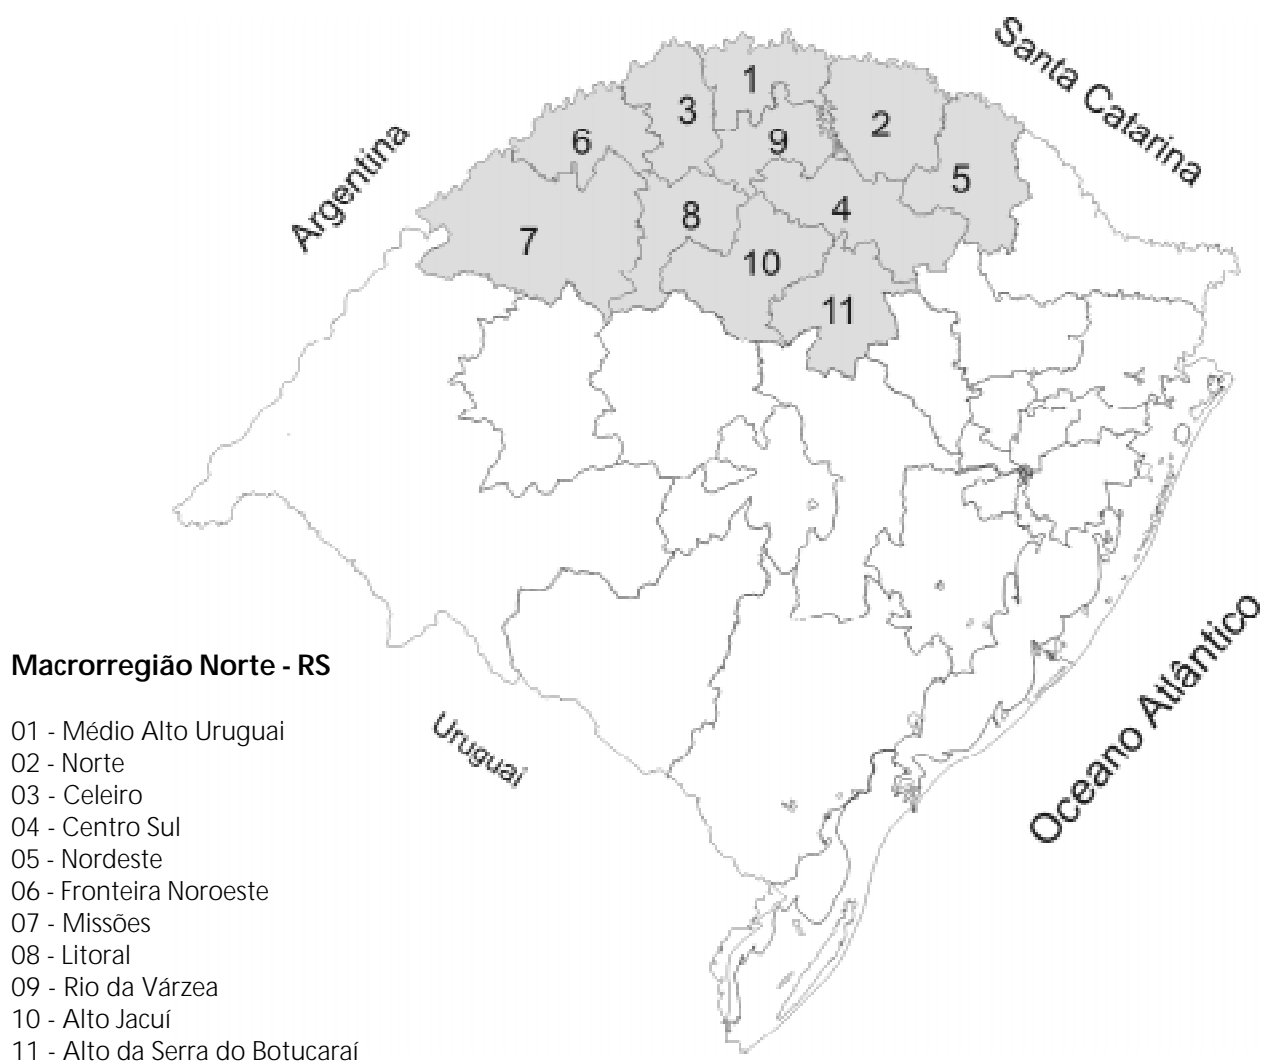 Santa Catarina
Argentina
1
3
2
6
9
5
8
4
7
10
11
Macrorregião Norte - RS
01 - Médio Alto Uruguai
02 - Norte
03 - Celeiro
04 - Centro Sul
05 - Nordeste
06 - Fronteira Noroeste
07 - Missões
08 - Litoral
09 - Rio da Várzea
10 - Alto Jacuí
11 - Alto da Serra do Botucaraí
Uruguai
Oceano Atlântico